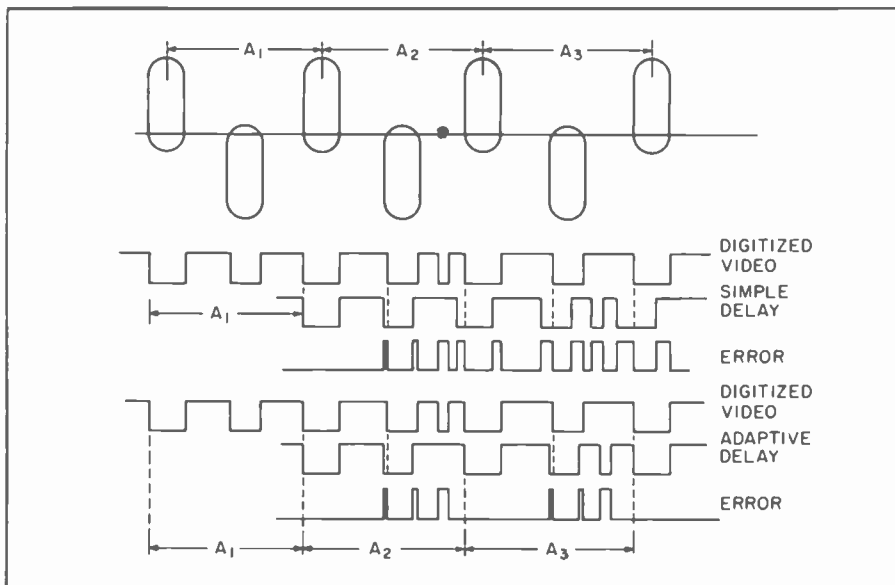 A1 A2 A3
DIGITIZED
VIDEO
SIMPLE
DELAY
A1
ERROR
DIGITIZED
VIDEO
ADAPTIVE
DELAY
ERROR
A1 A2 A3